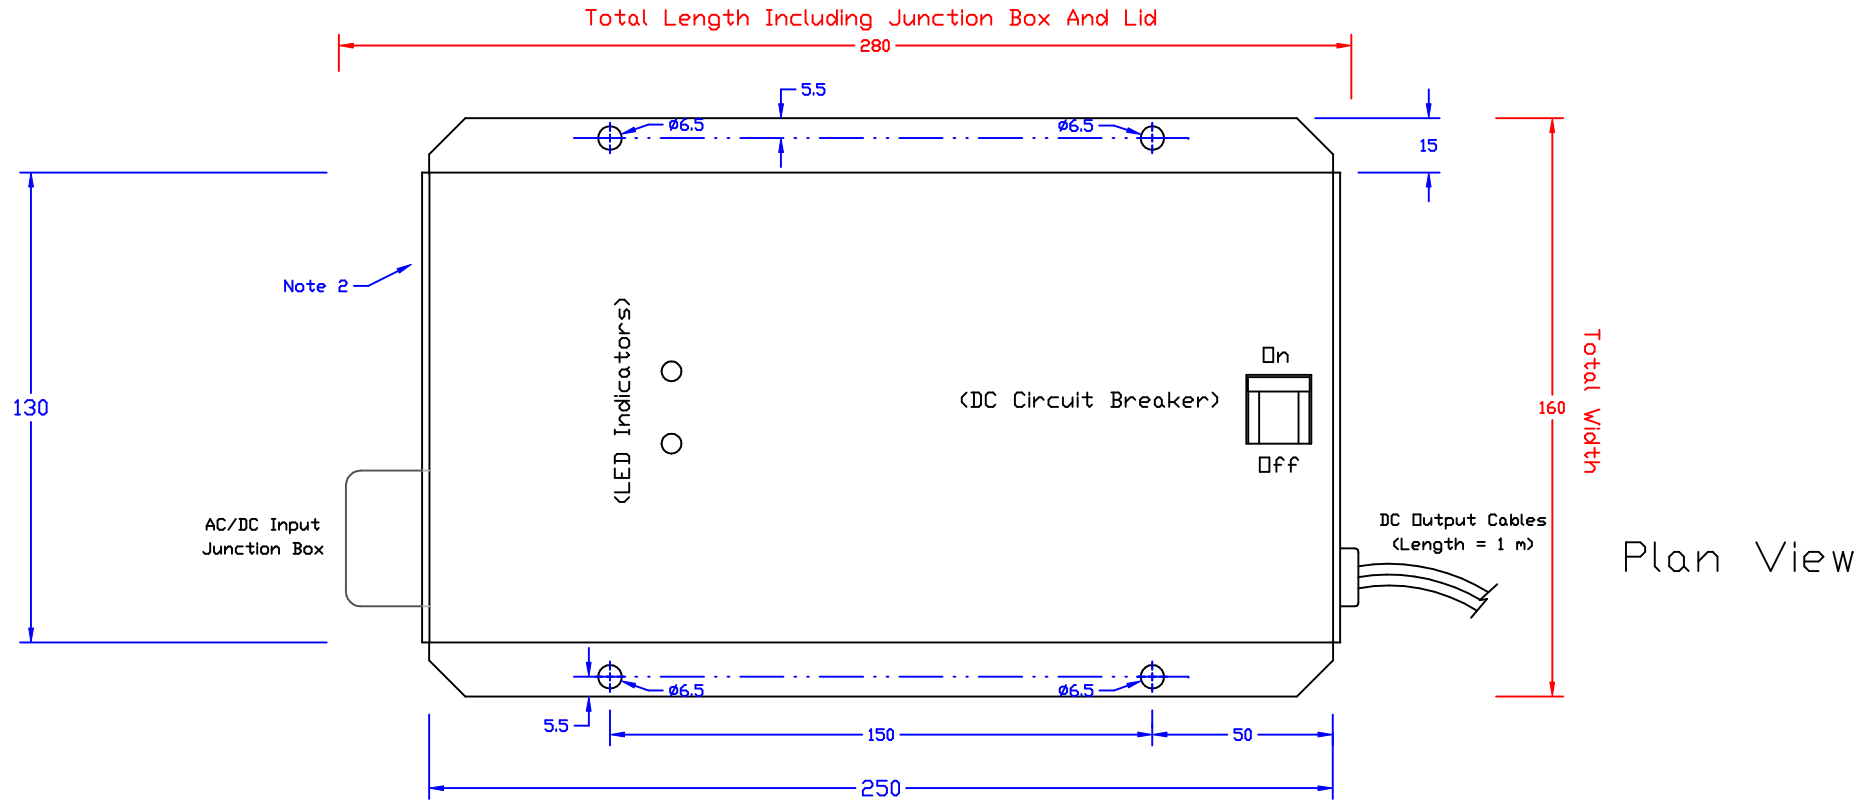 Total Length Including Junction Box And Lid
280
5.5
ø6.5
ø6.5
15
Note 2
(LED Indicators)
On
(DC Circuit Breaker)
130
160
Total Width
Off
AC/DC Input
Junction Box
DC Output Cables
(Length = 1 m)
Plan View
ø6.5
ø6.5
5.5
150
50
250